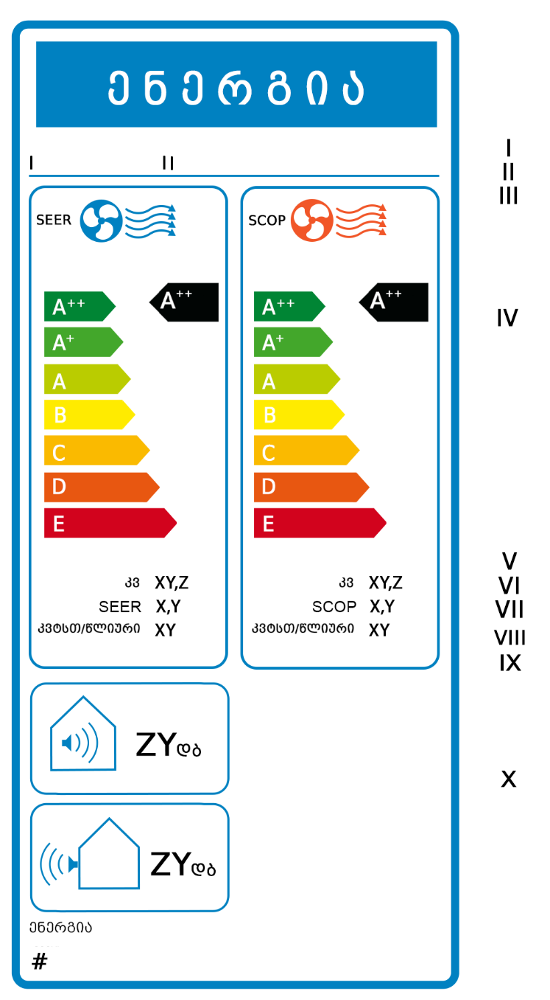 ენერგია
I II
I
II
III
SEER
SCOP
A++ A++
A+
A
B
C
D
E
A++ A++
A+
A
B
C
D
E
IV
კვ XY,Z
SEER X,Y
კვტსთ/წლიური XY
კვ XY,Z
SCOP X,Y
კვტსთ/წლიური XY
V
VI
VII
VIII
IX
ZYდბ
X
ZYდბ
ენერგია
#